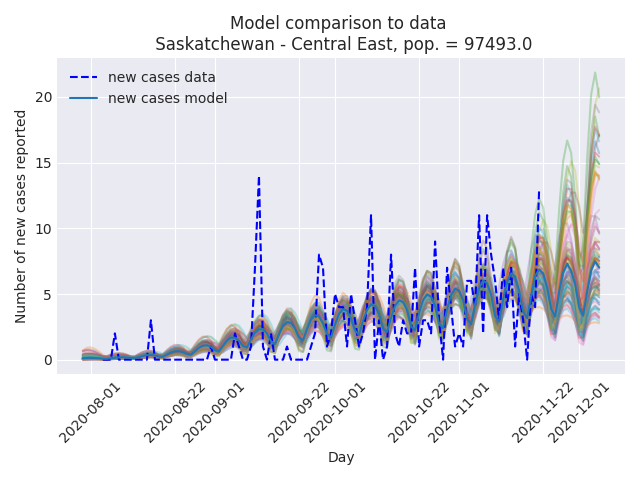 Model comparison to data
Saskatchewan - Central East, pop. = 97493.0
new cases data
new cases model
Number of new cases reported
20
15
10
5
0
2020-08-01
2020-08-22
2020-09-01
2020-09-22
2020-10-01
2020-10-22
2020-11-01
2020-11-22
2020-12-01
Day